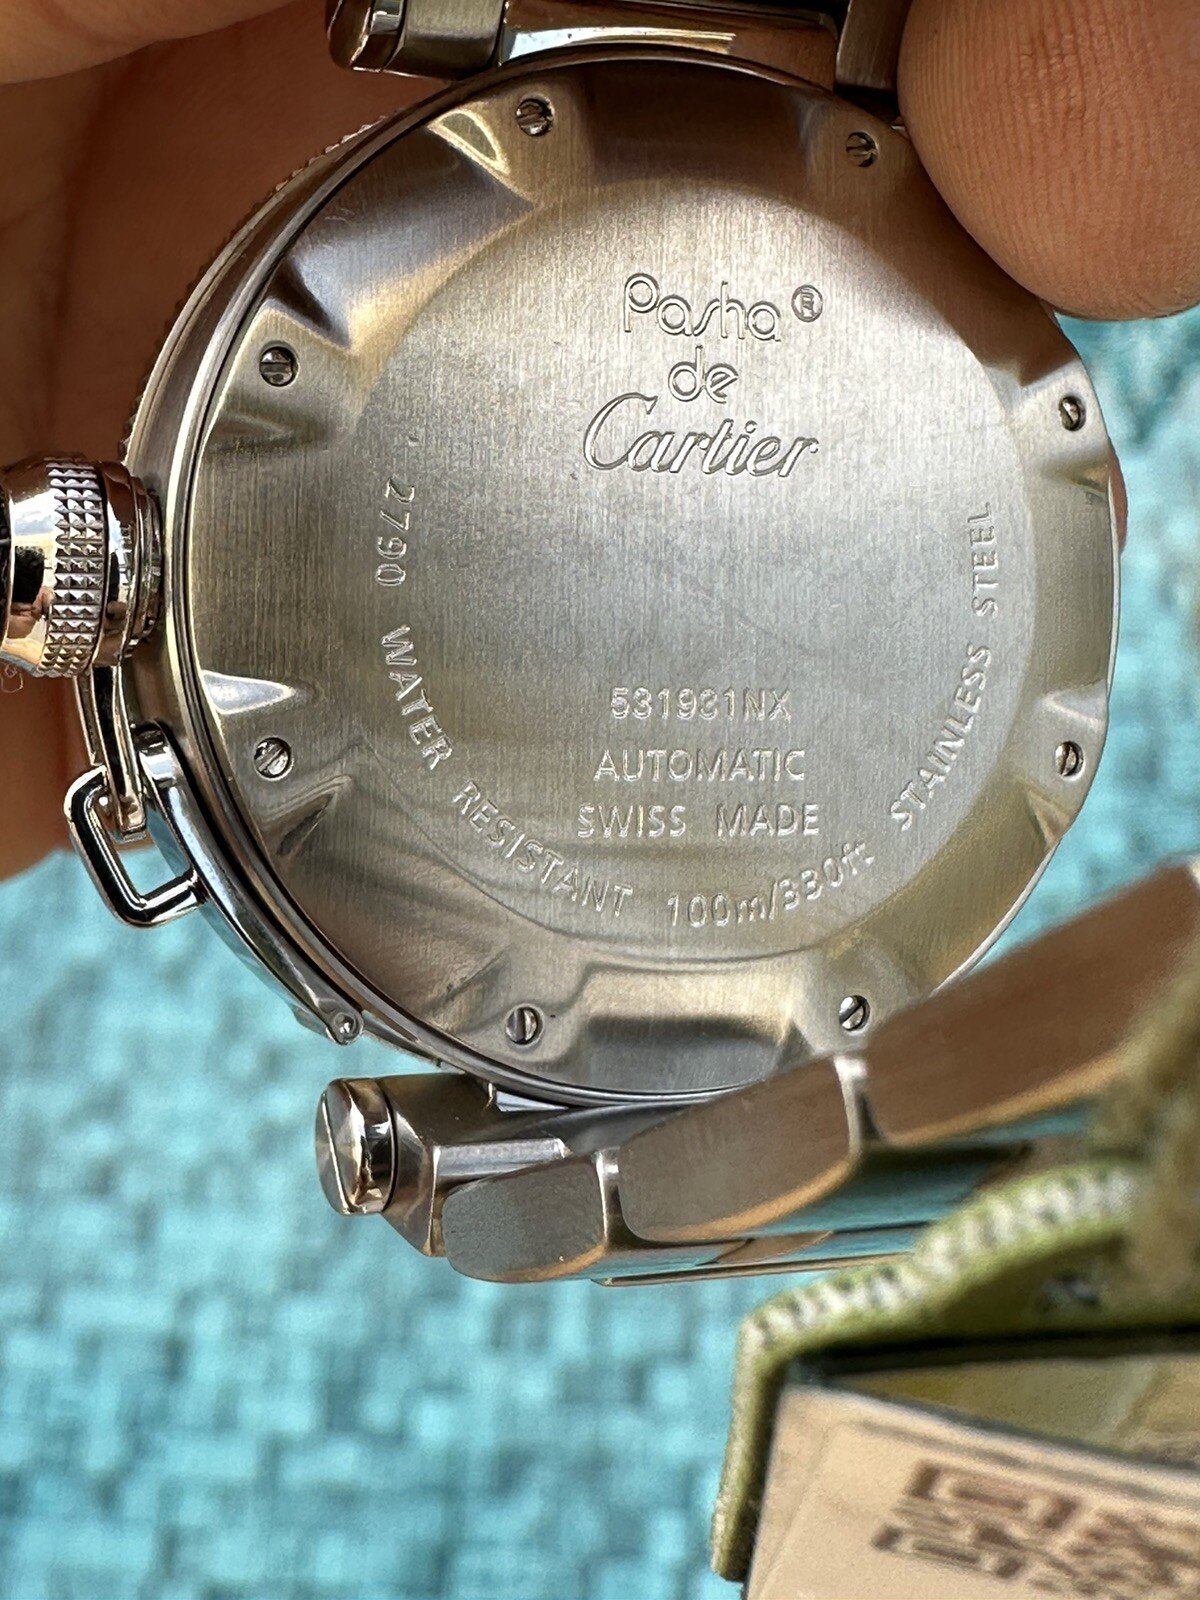 Pasha®
de
Cartier
531931NX
AUTOMATIC
SWISS MADE
2790 WATER RESISTANT 100m/330ft STAINLESS STEEL